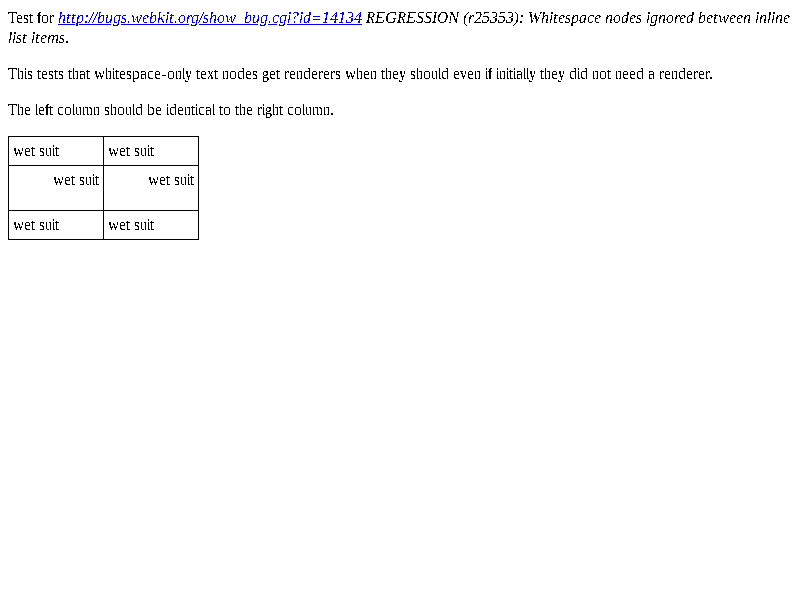 Test for http://bugs.webkit.org/show_bug.cgi?id=14134 REGRESSION (r25353): Whitespace nodes ignored between inline
list items.
This tests that whitespace-only text nodes get renderers when they should even if initially they did not need a renderer.
The left column should be identical to the right column.
wet suit wet suit
wet suit wet suit
wet suit wet suit